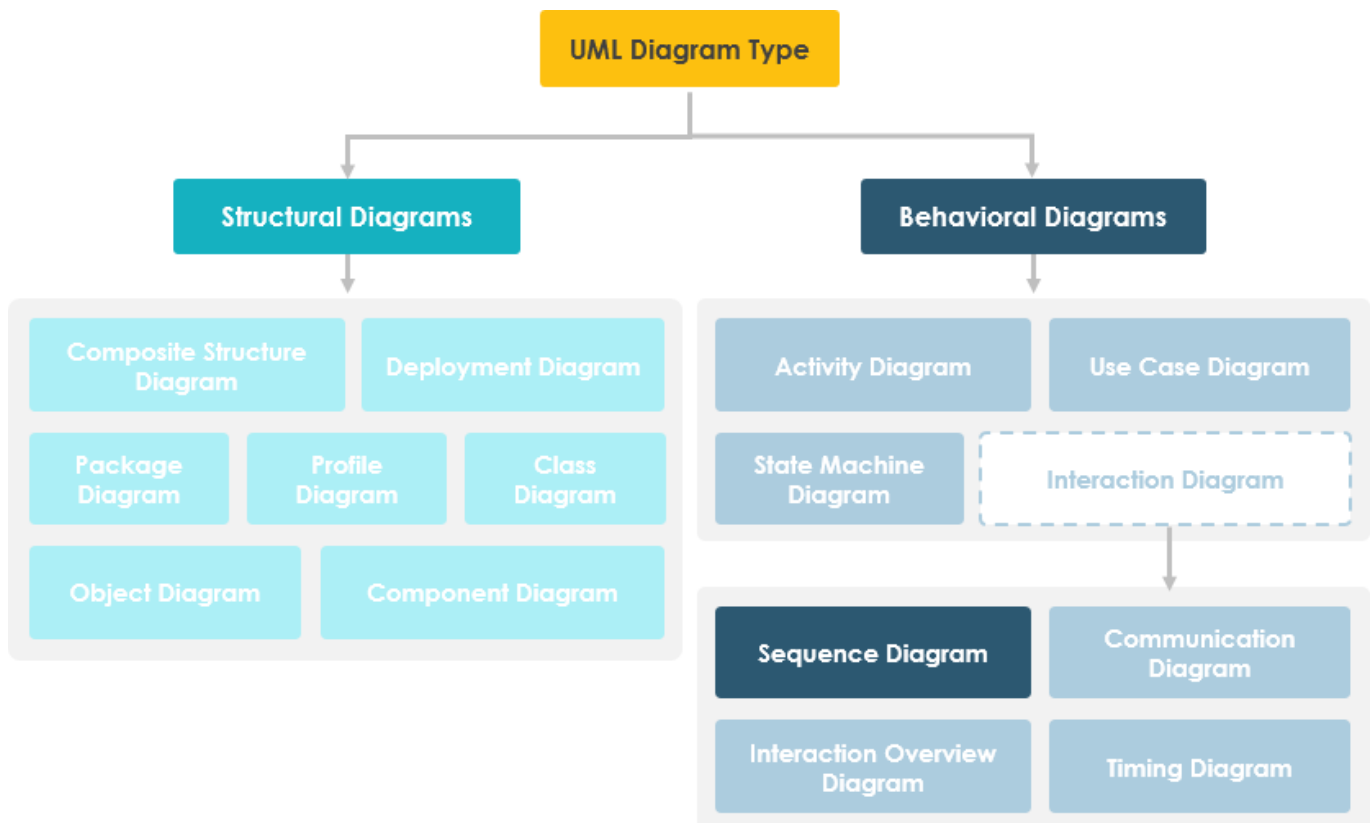 UML Diagram Type
Structural Diagrams
Behavioral Diagrams
Composite Structure
Diagram
Deployment Diagram
Package
Diagram
Profile
Diagram
Class
Diagram
Object Diagram
Component Diagram
Activity Diagram
Use Case Diagram
State Machine
Diagram
Interaction Diagram
Sequence Diagram
Communication
Diagram
Interaction Overview
Diagram
Timing Diagram